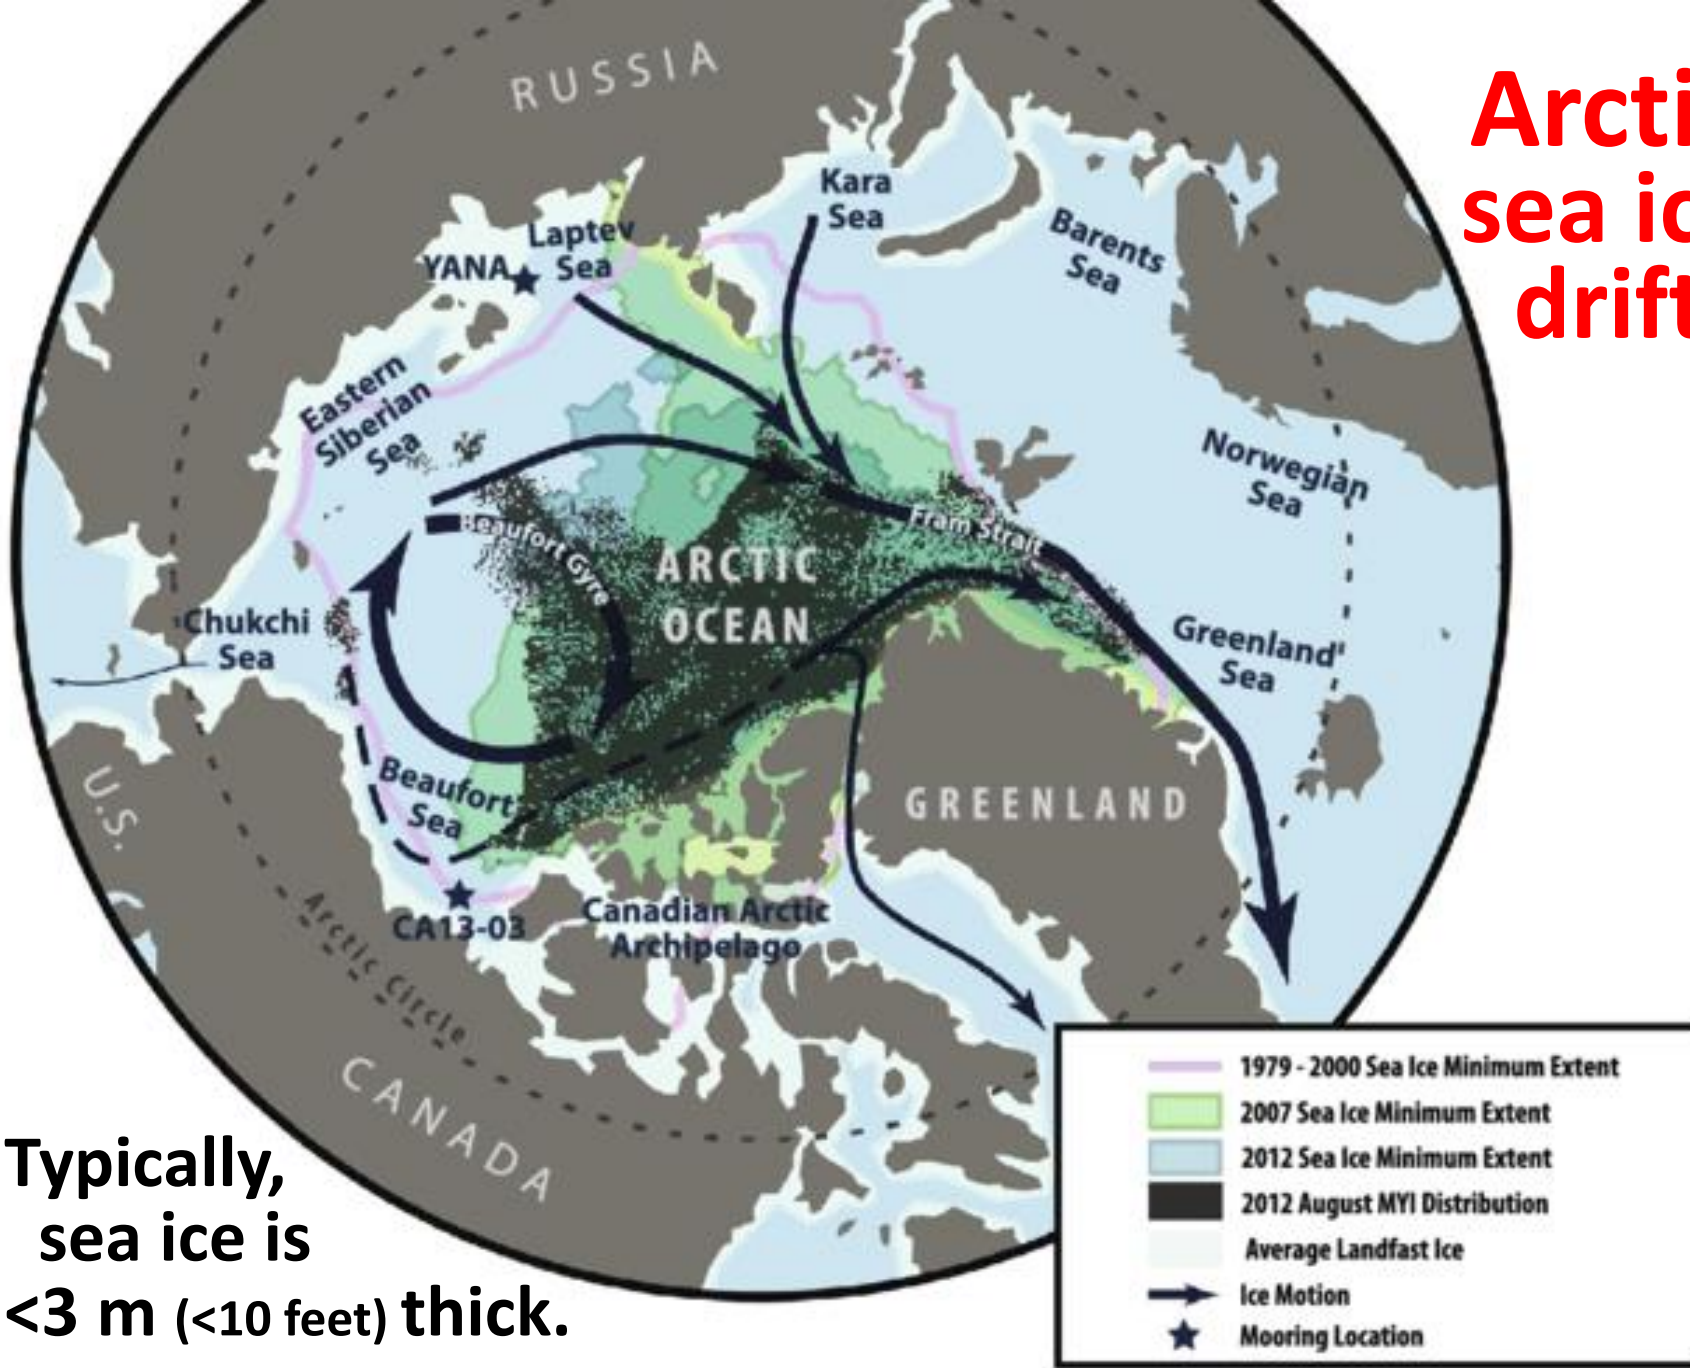 RUSSIA
Arcti
sea ic
drift
Kara
Sea
Barents
Sea
Laptev
Sea
YANA
Eastern
Siberian
Sea
Norwegian
Sea
Beaufort Gyre
Fram Strait
ARCTIC
OCEAN
Chukchi
Sea
Greenland
Sea
U.S.
Beaufort
Sea
GREENLAND
CA13-03
Canadian Arctic
Archipelago
Arctic Circle
CANADA
Typically,
sea ice is
<3 m (<10 feet) thick.
1979 - 2000 Sea Ice Minimum Extent
2007 Sea Ice Minimum Extent
2012 Sea Ice Minimum Extent
2012 August MYI Distribution
Average Landfast Ice
Ice Motion
Mooring Location